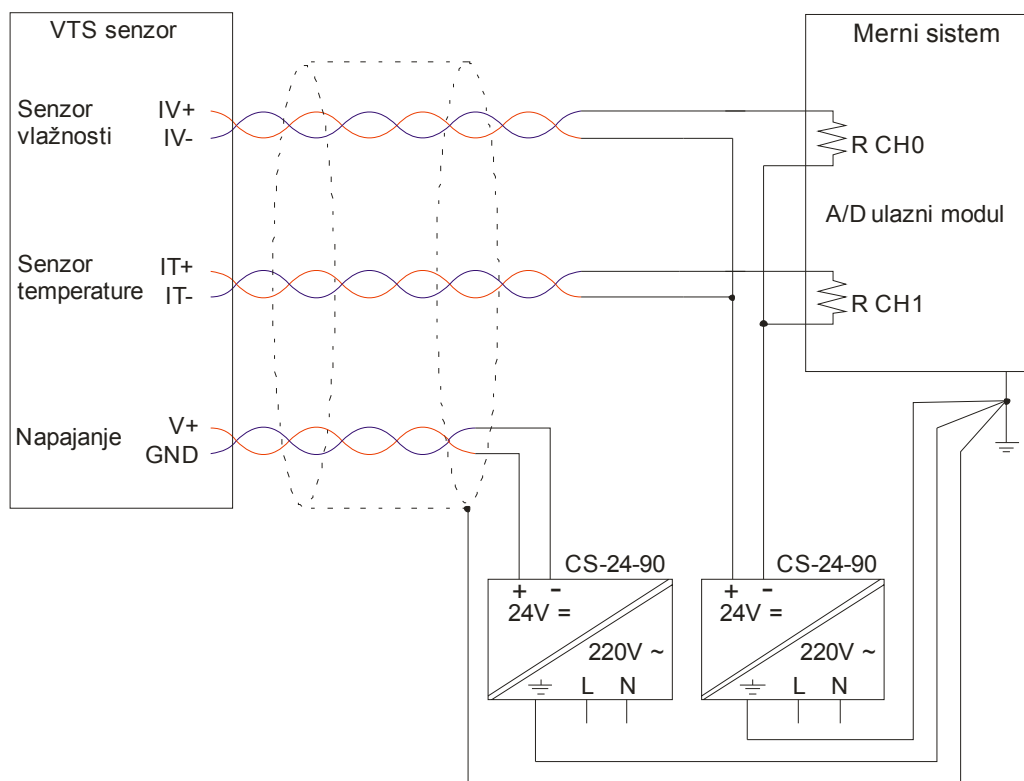 VTS senzor
Merni sistem
Senzor
vlažnosti
IV+
IV-
R CH0
A/D ulazni modul
Senzor
temperature
IT+
IT-
R CH1
Napajanje
V+
GND
CS-24-90
+ -
24V =
220V ~
L N
CS-24-90
+ -
24V =
220V ~
L N